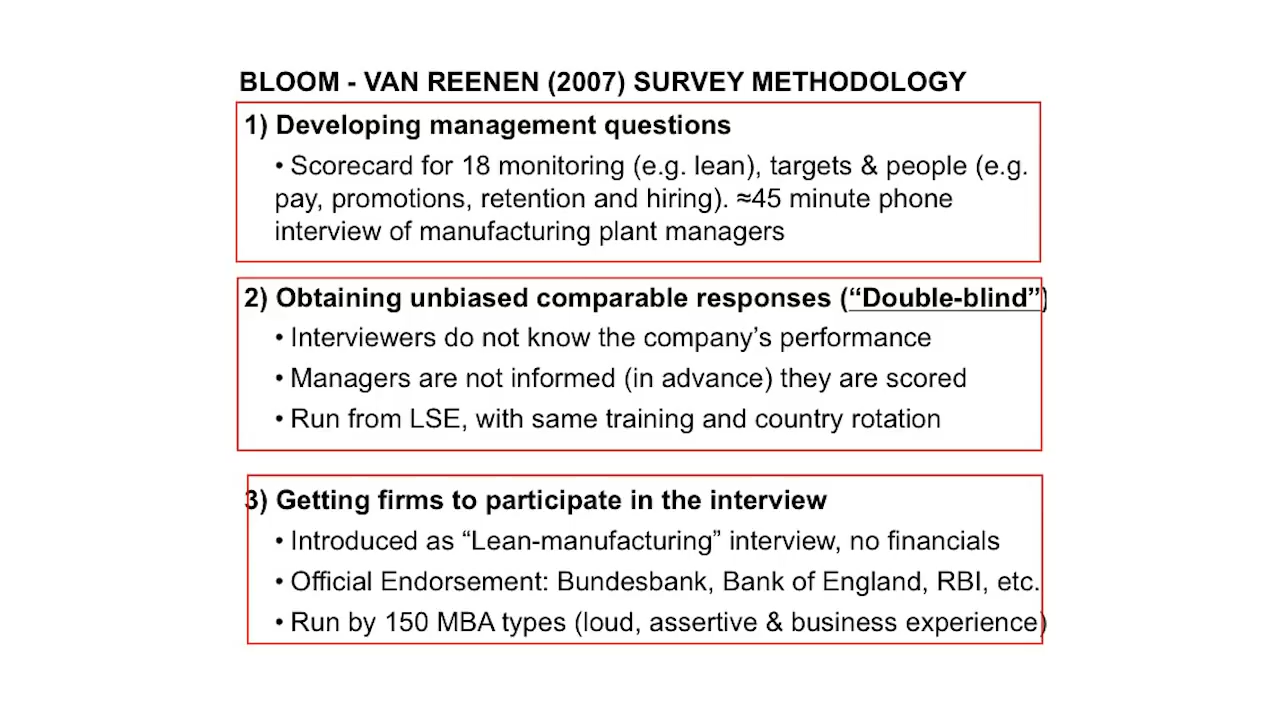 BLOOM - VAN REENEN (2007) SURVEY METHODOLOGY
1) Developing management questions
• Scorecard for 18 monitoring (e.g. lean), targets & people (e.g.
pay, promotions, retention and hiring). ≈45 minute phone
interview of manufacturing plant managers
2) Obtaining unbiased comparable responses (“Double-blind”)
• Interviewers do not know the company’s performance
• Managers are not informed (in advance) they are scored
• Run from LSE, with same training and country rotation
3) Getting firms to participate in the interview
• Introduced as “Lean-manufacturing” interview, no financials
• Official Endorsement: Bundesbank, Bank of England, RBI, etc.
• Run by 150 MBA types (loud, assertive & business experience)